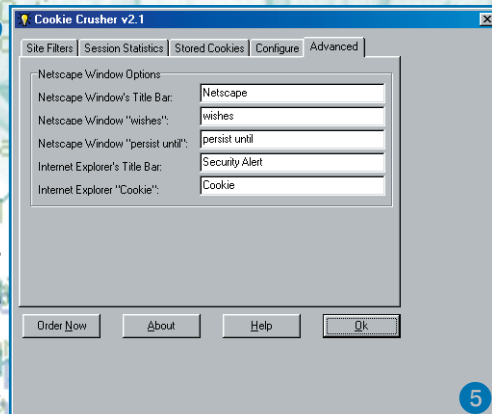 Cookie Crusher v2.1
Site Filters Session Statistics Stored Cookies Configure Advanced
Netscape Window Options
Netscape Window's Title Bar: Netscape
Netscape Window "wishes": wishes
Netscape Window "persist until": persist until
Internet Explorer's Title Bar: Security Alert
Internet Explorer "Cookie": Cookie
Order Now About Help Ok
5